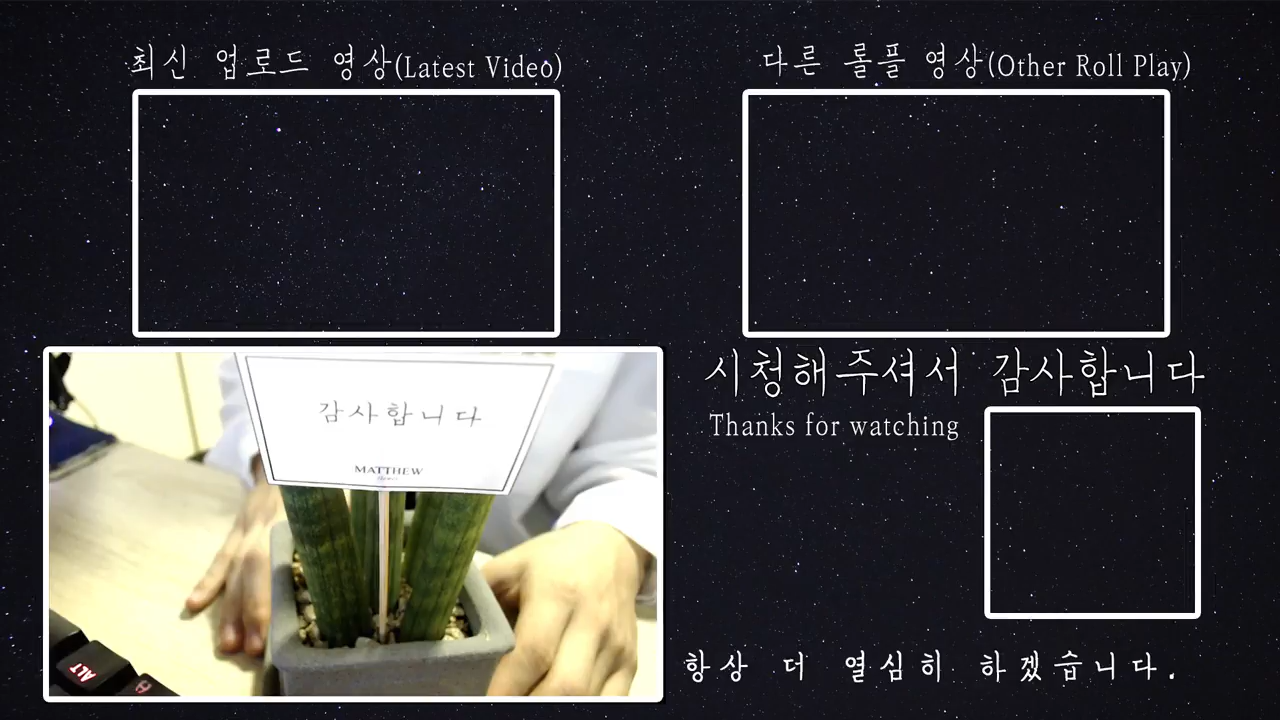 최신 업로드 영상(Latest Video)
다른 롤플 영상(Other Roll Play)
시청해주셔서 감사합니다
Thanks for watching
감사합니다
MATTHEW
ALT
항상 더 열심히 하겠습니다.